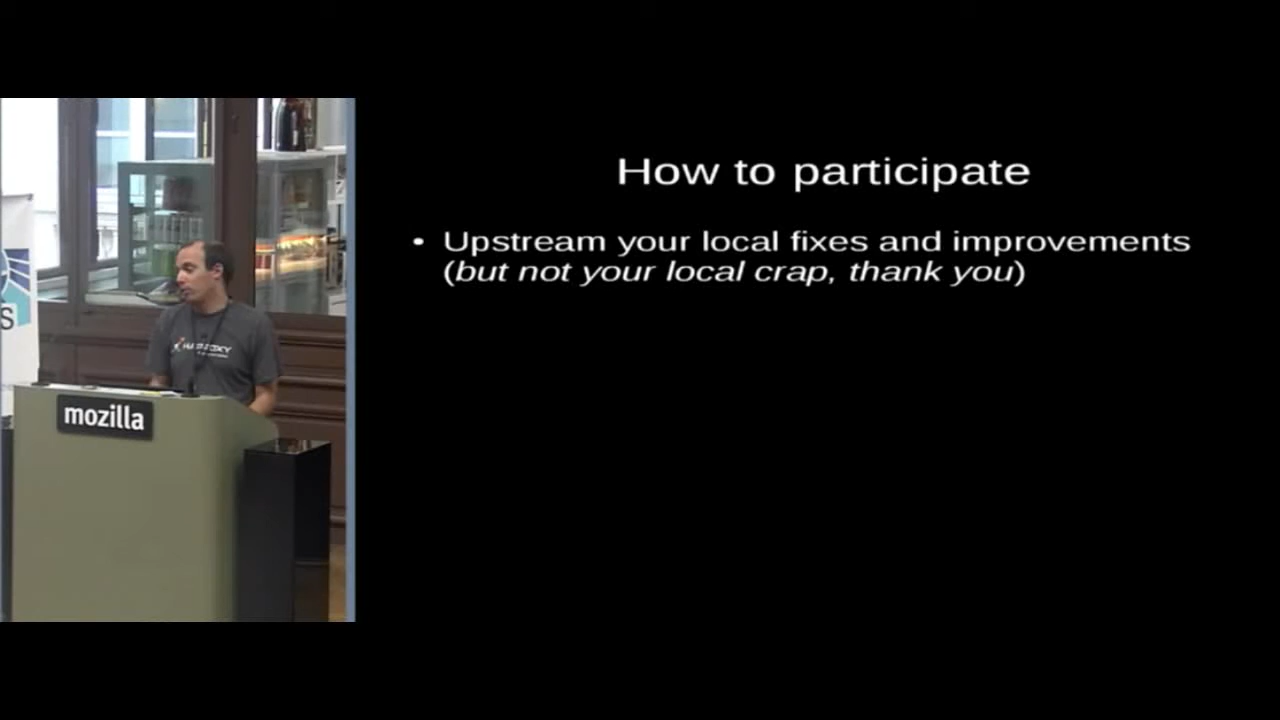 How to participate
• Upstream your local fixes and improvements
(but not your local crap, thank you)
mozilla
S